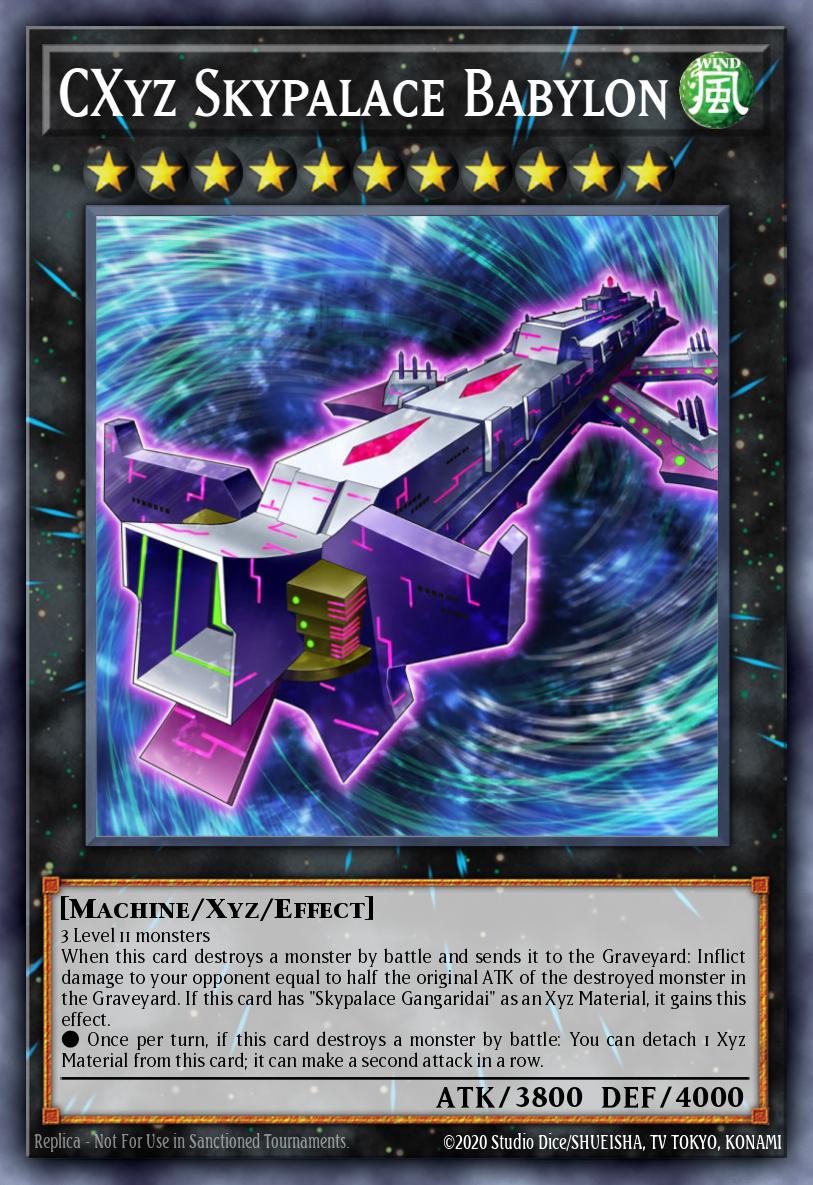 CXyz Skypalace Babylon
WIND
風
[Machine/Xyz/Effect]
3 Level 11 monsters
When this card destroys a monster by battle and sends it to the Graveyard: Inflict
damage to your opponent equal to half the original ATK of the destroyed monster in
the Graveyard. If this card has "Skypalace Gangaridai" as an Xyz Material, it gains this
effect.
● Once per turn, if this card destroys a monster by battle: You can detach 1 Xyz
Material from this card; it can make a second attack in a row.
ATK/3800 DEF/4000
Replica - Not For Use in Sanctioned Tournaments.
©2020 Studio Dice/SHUEISHA, TV TOKYO, KONAMI